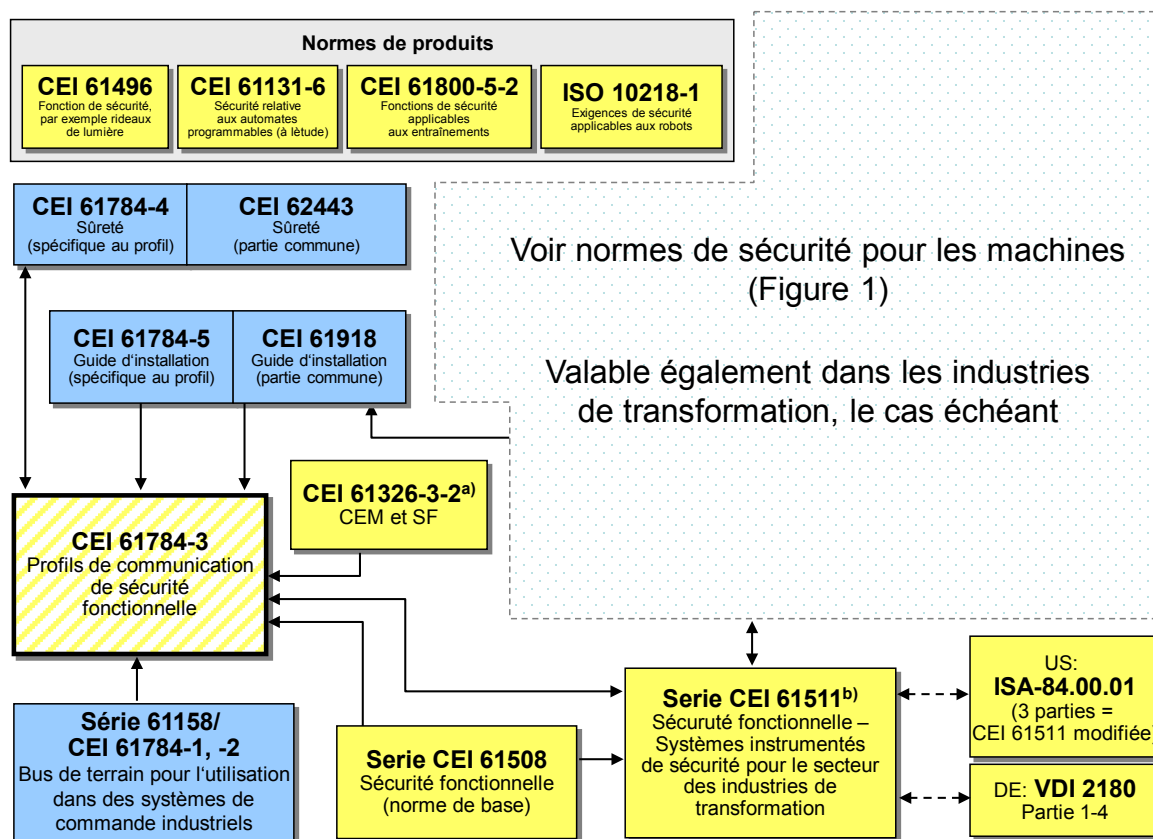 Normes de produits
CEI 61496
Fonction de sécurité,
par exemple rideaux
de lumière
CEI 61131-6
Sécurité relative
aux automates
programmables (à lètude)
CEI 61800-5-2
Fonctions de sécurité
applicables
aux entraînements
ISO 10218-1
Exigences de sécurité
applicables aux robots
CEI 61784-4
Sûreté
(spécifique au profil)
CEI 62443
Sûreté
(partie commune)
Voir normes de sécurité pour les machines
(Figure 1)
Valable également dans les industries
de transformation, le cas échéant
CEI 61784-5
Guide d‘installation
(spécifique au profil)
CEI 61918
Guide d‘installation
(partie commune)
CEI 61326-3-2a)
CEM et SF
CEI 61784-3
Profils de communication
de sécurité
fonctionnelle
Série 61158/
CEI 61784-1, -2
Bus de terrain pour l‘utilisation
dans des systèmes de
commande industriels
Serie CEI 61508
Sécurité fonctionnelle
(norme de base)
Serie CEI 61511b)
Sécuruté fonctionnelle –
Systèmes instrumentés
de sécurité pour le secteur
des industries de
transformation
US:
ISA-84.00.01
(3 parties =
CEI 61511 modifiée)
DE: VDI 2180
Partie 1-4